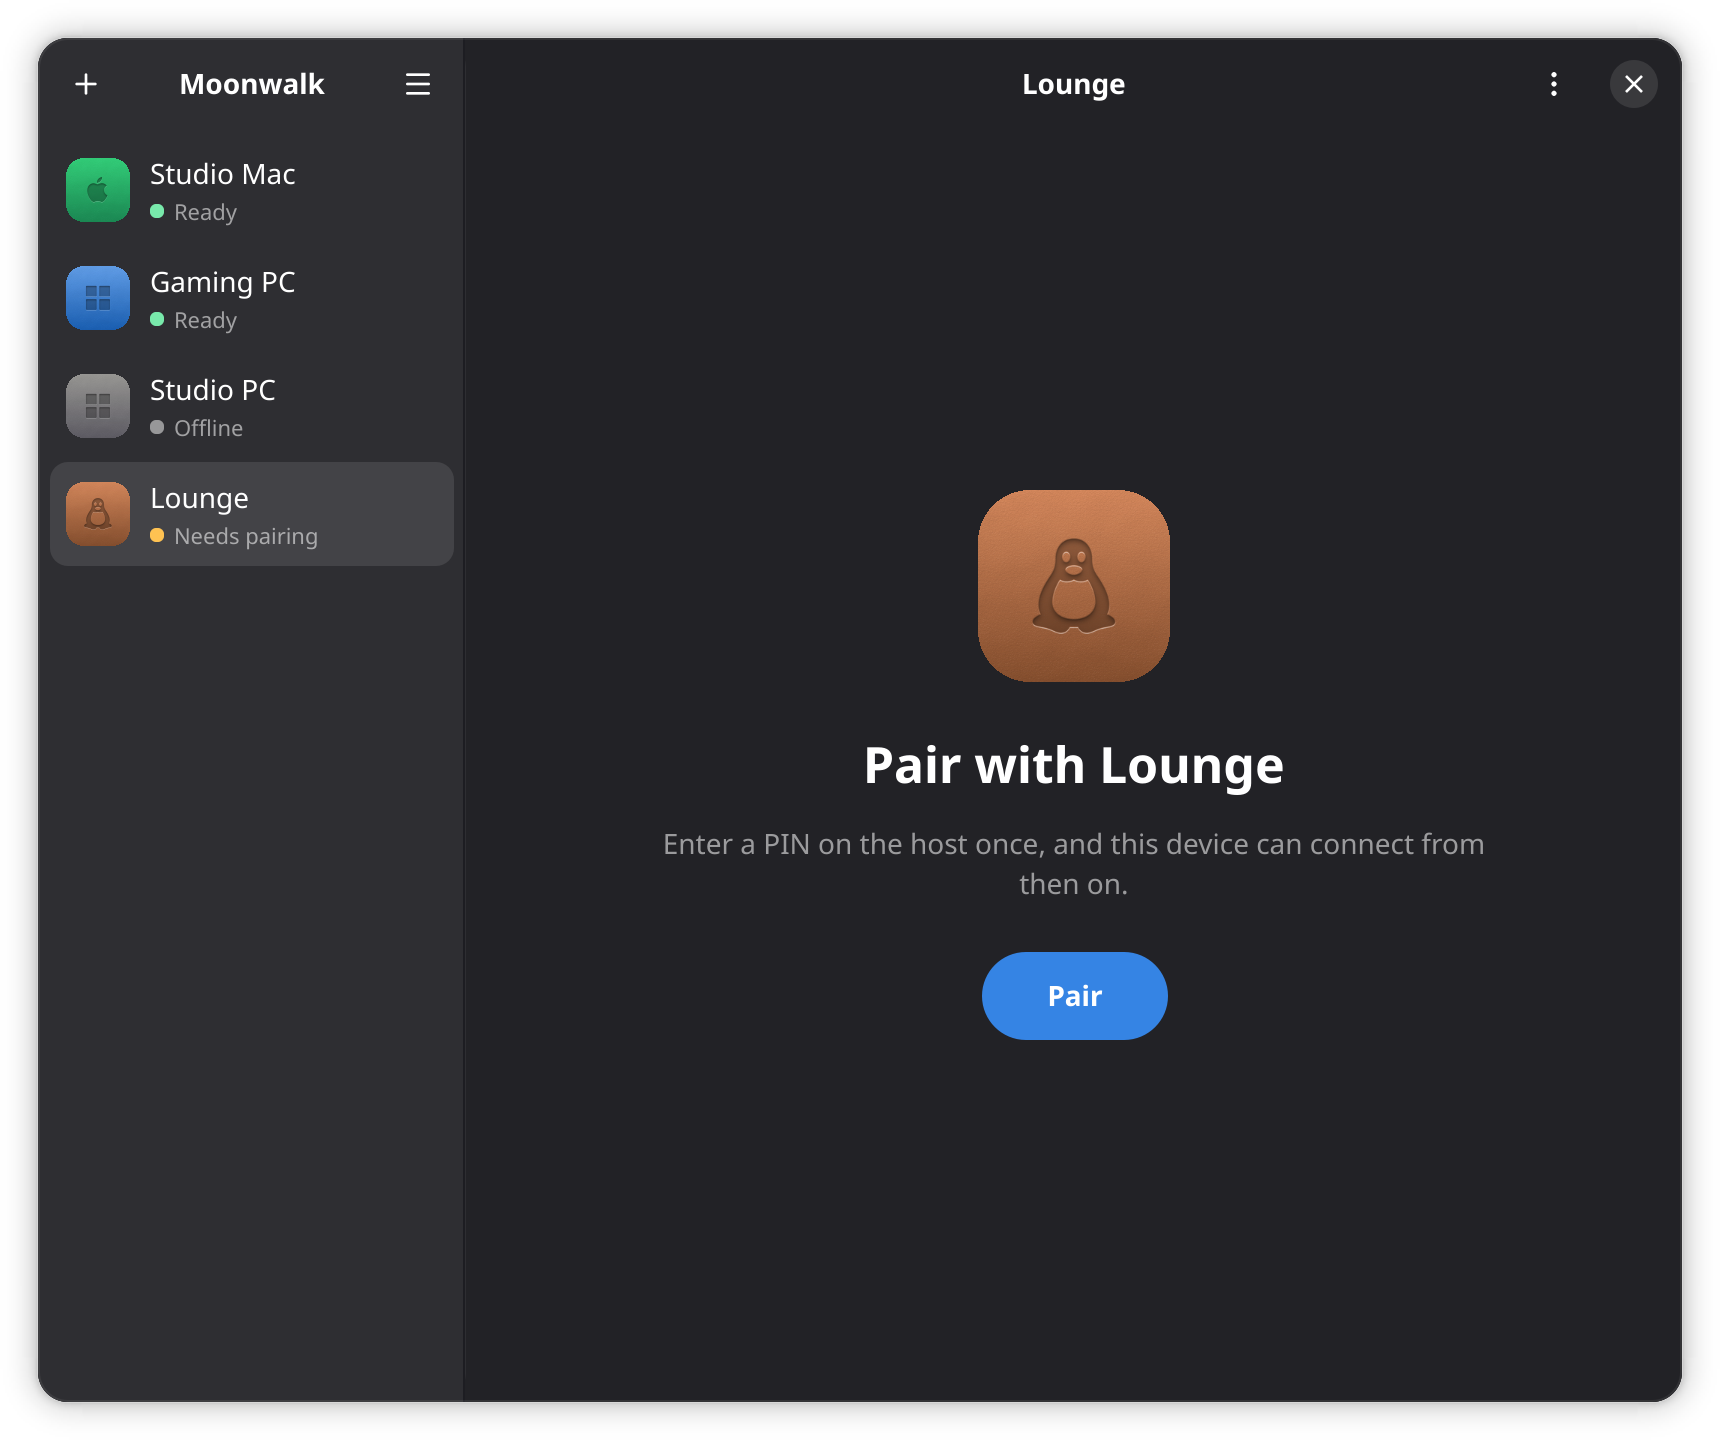 Moonwalk
Studio Mac
Ready
Gaming PC
Ready
Studio PC
Offline
Lounge
Needs pairing
Lounge
Pair with Lounge
Enter a PIN on the host once, and this device can connect from
then on.
Pair